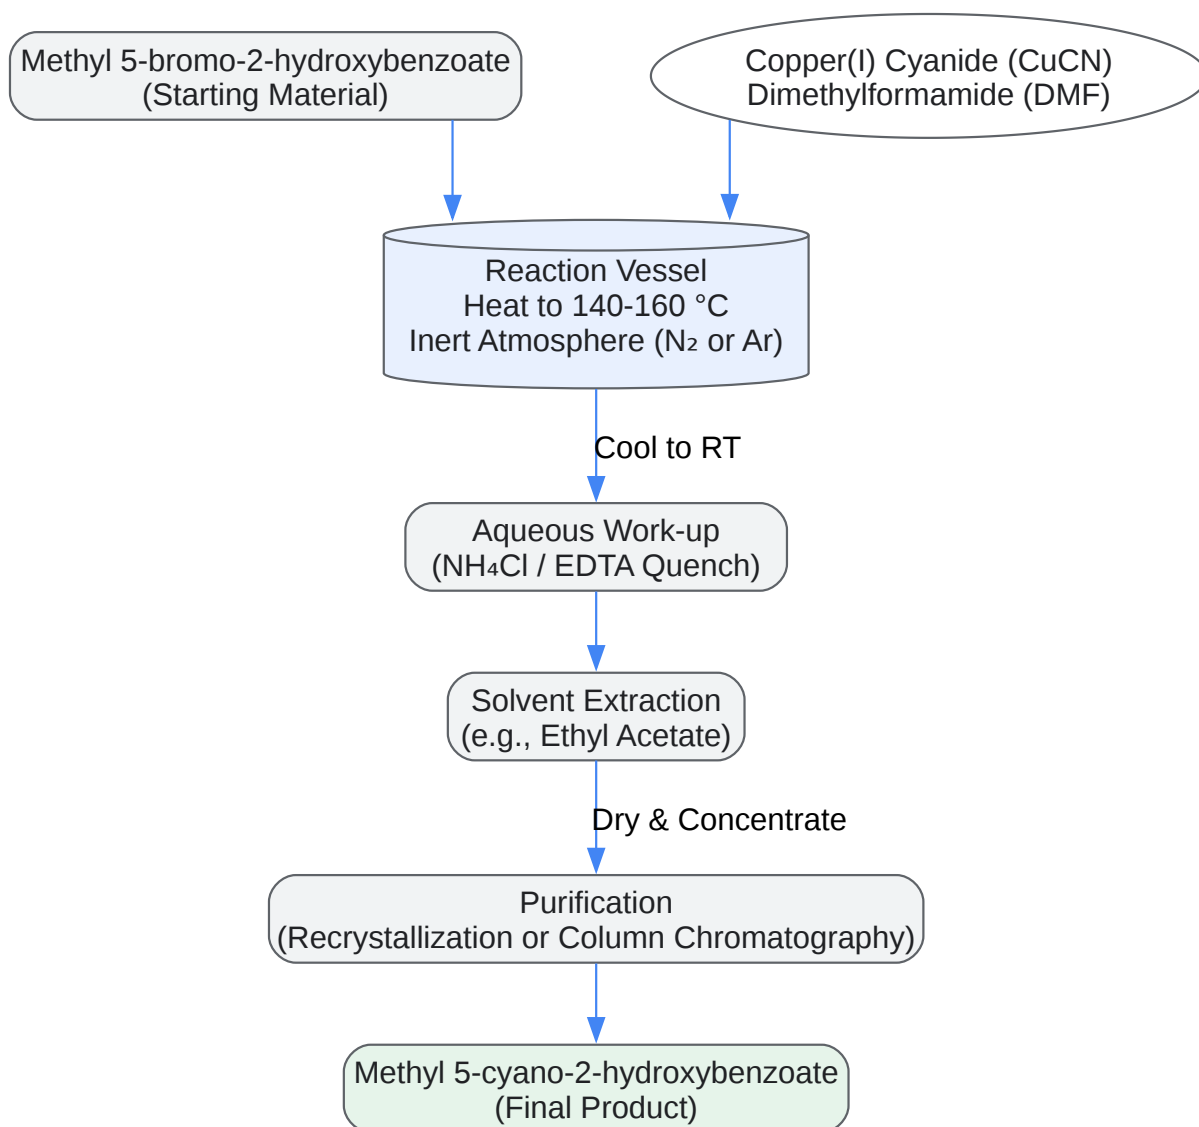 Methyl 5-bromo-2-hydroxybenzoate
(Starting Material)
Copper(I) Cyanide (CuCN)
Dimethylformamide (DMF)
Reaction Vessel
Heat to 140-160 °C
Inert Atmosphere (N₂ or Ar)
Cool to RT
Aqueous Work-up
(NH₄Cl / EDTA Quench)
Solvent Extraction
(e.g., Ethyl Acetate)
Dry & Concentrate
Purification
(Recrystallization or Column Chromatography)
Methyl 5-cyano-2-hydroxybenzoate
(Final Product)